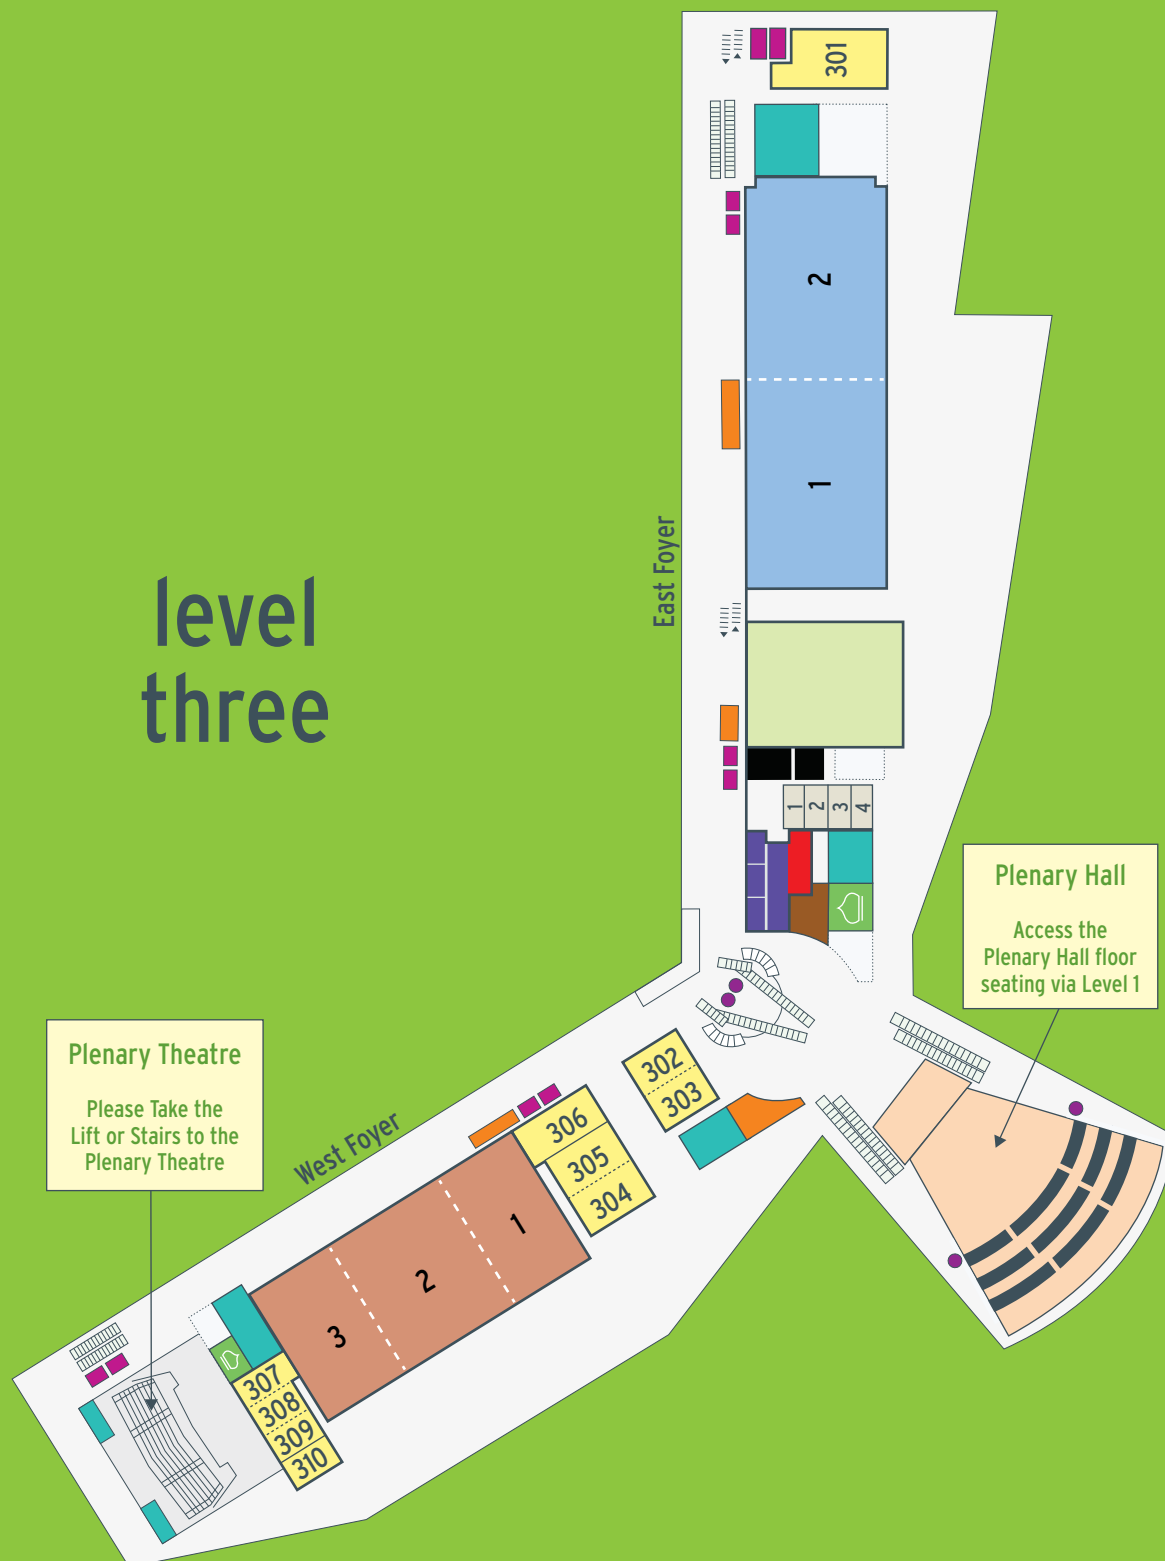 301
2
1
East Foyer
level
three
1
2
3
4
Plenary Hall
Access the
Plenary Hall floor
seating via Level 1
Plenary Theatre
Please Take the
Lift or Stairs to the
Plenary Theatre
302
303
West Foyer
306
305
304
1
2
3
307
308
309
310